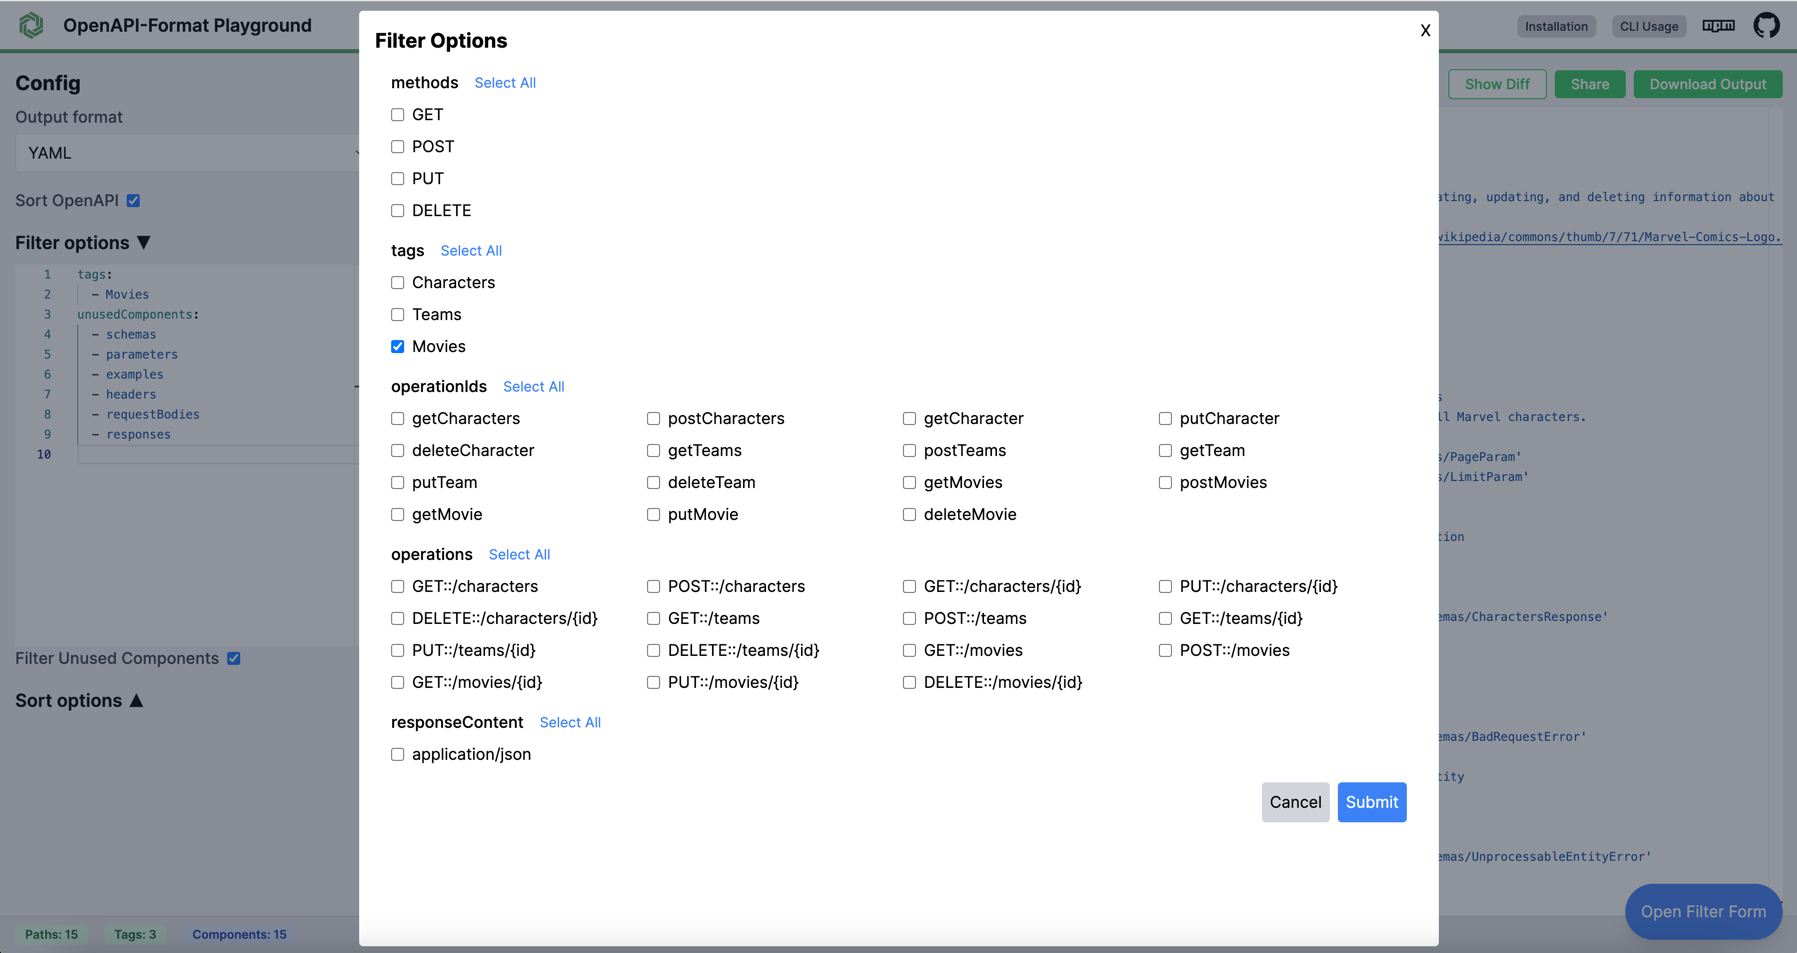 OpenAPI-Format Playground
Installation
CLI Usage
npm
Config
Output format
YAML
Sort OpenAPI
Filter options ▼
1 tags:
2 - Movies
3 unusedComponents:
4 - schemas
5 - parameters
6 - examples
7 - headers
8 - requestBodies
9 - responses
10
Filter Unused Components
Sort options ▲
Paths: 15
Tags: 3
Components: 15
Filter Options
X
methods Select All
GET
POST
PUT
DELETE
tags Select All
Characters
Teams
Movies
operationIds Select All
getCharacters postCharacters getCharacter putCharacter
deleteCharacter getTeams postTeams getTeam
putTeam deleteTeam getMovies postMovies
getMovie putMovie deleteMovie
operations Select All
GET::/characters POST::/characters GET::/characters/{id} PUT::/characters/{id}
DELETE::/characters/{id} GET::/teams POST::/teams GET::/teams/{id}
PUT::/teams/{id} DELETE::/teams/{id} GET::/movies POST::/movies
GET::/movies/{id} PUT::/movies/{id} DELETE::/movies/{id}
responseContent Select All
application/json
Cancel
Submit
Show Diff
Share
Download Output
ating, updating, and deleting information about
wikipedia/commons/thumb/7/71/Marvel-Comics-Logo.
s
ll Marvel characters.
s/PageParam'
s/LimitParam'
tion
emas/CharactersResponse'
emas/BadRequestError'
tity
emas/UnprocessableEntityError'
Open Filter Form